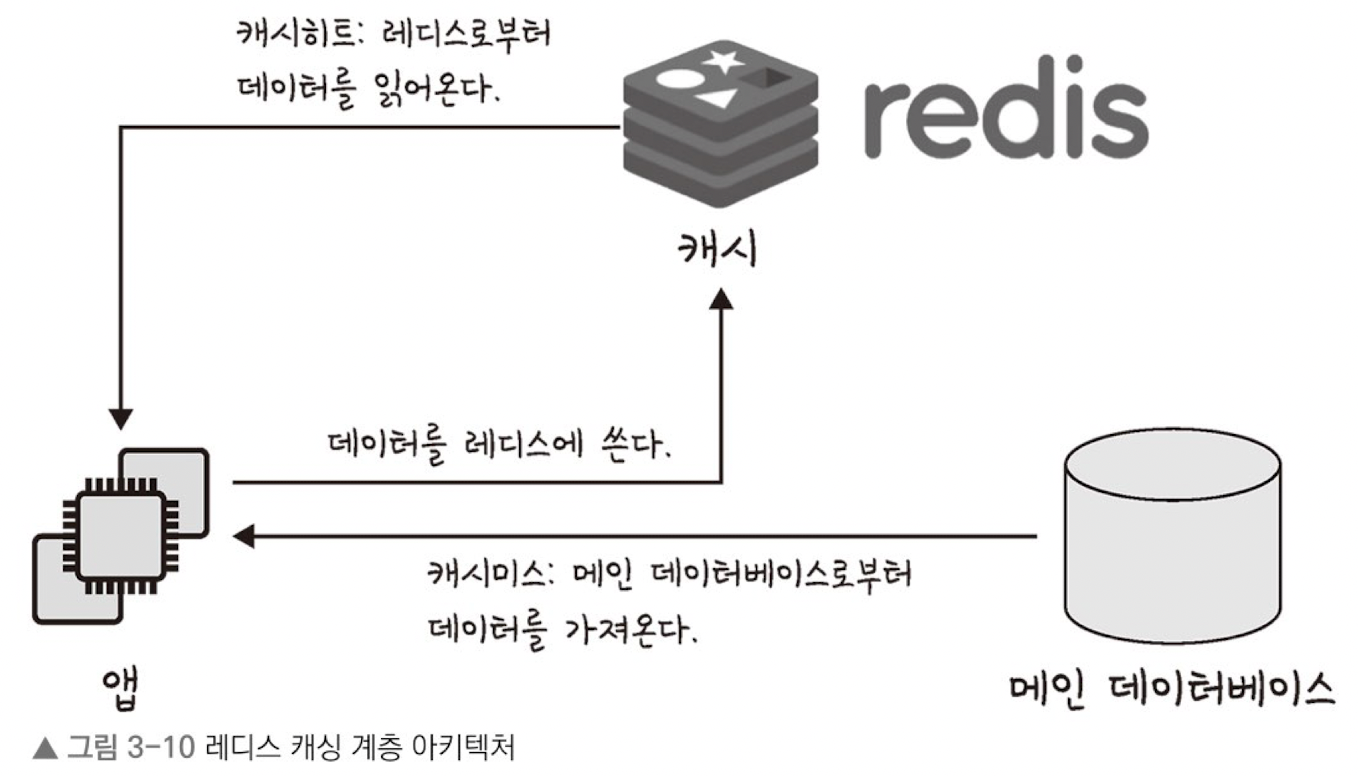 캐시히트: 레디스로부터
데이터를 읽어온다.
redis
캐시
데이터를 레디스에 쓴다.
캐시미스: 메인 데이터베이스로부터
데이터를 가져온다.
앱
메인 데이터베이스
▲ 그림 3-10 레디스 캐싱 계층 아키텍처